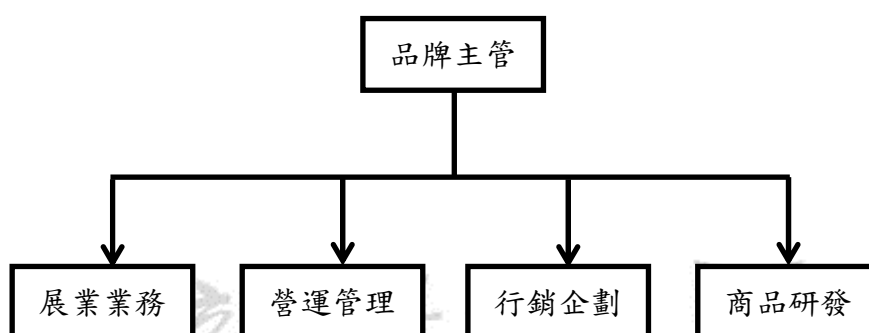 品牌主管
展業業務
營運管理
行銷企劃
商品研發